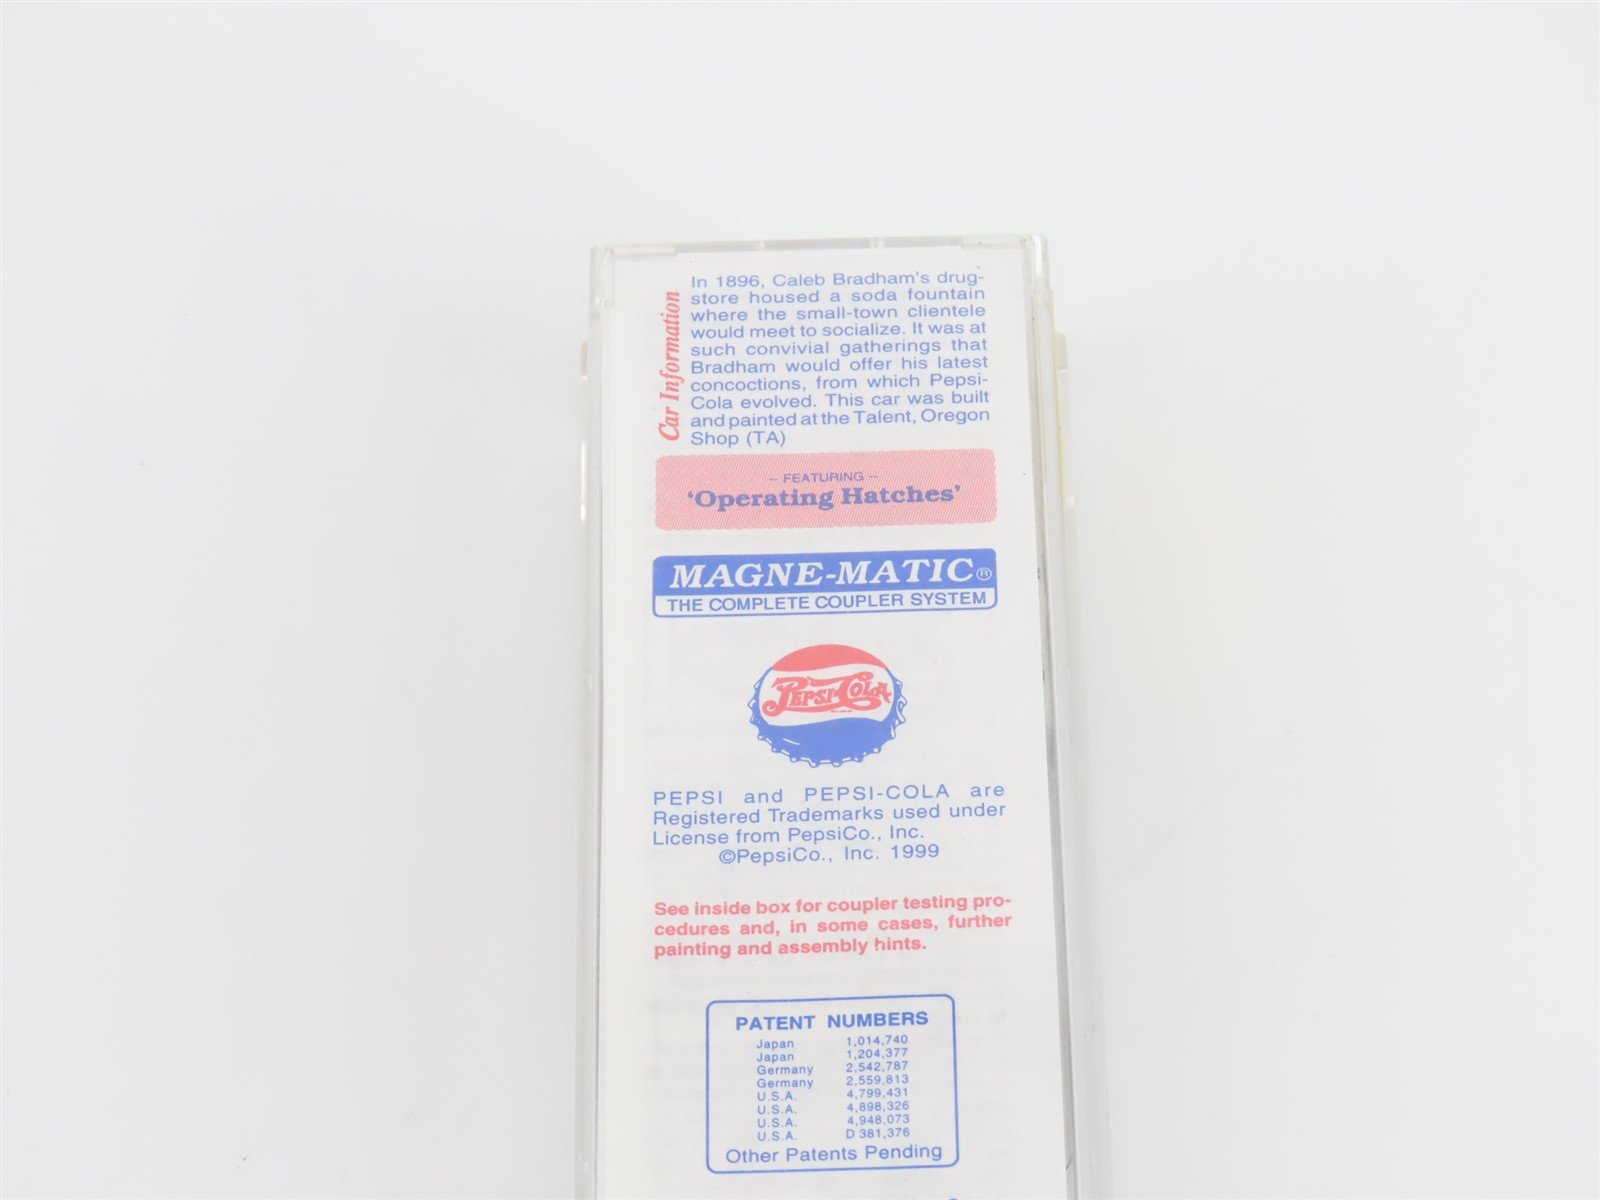 Car Information
In 1896, Caleb Bradham's drug-
store housed a soda fountain
where the small-town clientele
would meet to socialize. It was at
such convivial gatherings that
Bradham would offer his latest
concoctions, from which Pepsi-
Cola evolved. This car was built
and painted at the Talent, Oregon
Shop (TA)
-- FEATURING --
'Operating Hatches'
MAGNE-MATIC®
THE COMPLETE COUPLER SYSTEM
PEPSI-COLA
PEPSI and PEPSI-COLA are
Registered Trademarks used under
License from PepsiCo., Inc.
©PepsiCo., Inc. 1999
See inside box for coupler testing pro-
cedures and, in some cases, further
painting and assembly hints.
PATENT NUMBERS
Japan 1,014,740
Japan 1,204,377
Germany 2,542,787
Germany 2,559,813
U.S.A. 4,799,431
U.S.A. 4,898,326
U.S.A. 4,948,073
U.S.A. D 381,376
Other Patents Pending